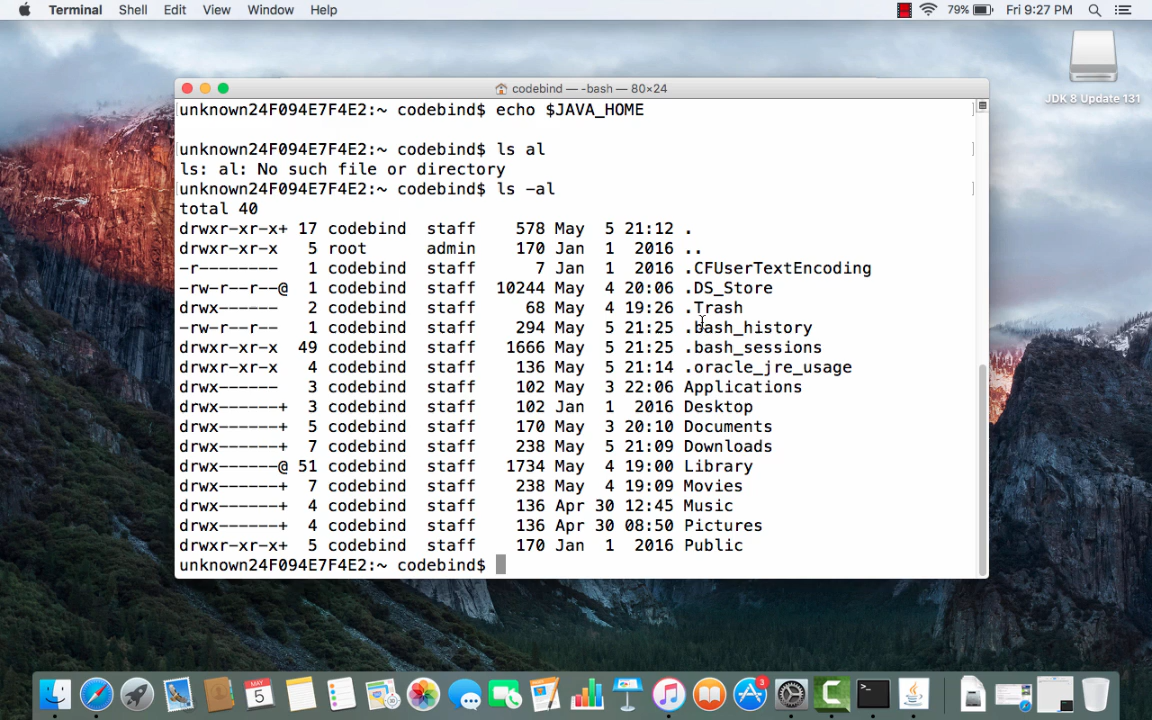 Terminal Shell Edit View Window Help 79% Fri 9:27 PM
JDK 8 Update 131
codebind — -bash — 80×24
unknown24F094E7F4E2:~ codebind$ echo $JAVA_HOME
unknown24F094E7F4E2:~ codebind$ ls al
ls: al: No such file or directory
unknown24F094E7F4E2:~ codebind$ ls -al
total 40
drwxr-xr-x+ 17 codebind staff 578 May 5 21:12 .
drwxr-xr-x 5 root admin 170 Jan 1 2016 ..
-r-------- 1 codebind staff 7 Jan 1 2016 .CFUserTextEncoding
-rw-r--r--@ 1 codebind staff 10244 May 4 20:06 .DS_Store
drwx------ 2 codebind staff 68 May 4 19:26 .Trash
-rw-r--r-- 1 codebind staff 294 May 5 21:25 .bash_history
drwxr-xr-x 49 codebind staff 1666 May 5 21:25 .bash_sessions
drwxr-xr-x 4 codebind staff 136 May 5 21:14 .oracle_jre_usage
drwx------ 3 codebind staff 102 May 3 22:06 Applications
drwx------+ 3 codebind staff 102 Jan 1 2016 Desktop
drwx------+ 5 codebind staff 170 May 3 20:10 Documents
drwx------+ 7 codebind staff 238 May 5 21:09 Downloads
drwx------@ 51 codebind staff 1734 May 4 19:00 Library
drwx------+ 7 codebind staff 238 May 4 19:09 Movies
drwx------+ 4 codebind staff 136 Apr 30 12:45 Music
drwx------+ 4 codebind staff 136 Apr 30 08:50 Pictures
drwxr-xr-x+ 5 codebind staff 170 Jan 1 2016 Public
unknown24F094E7F4E2:~ codebind$
MAY
5
3